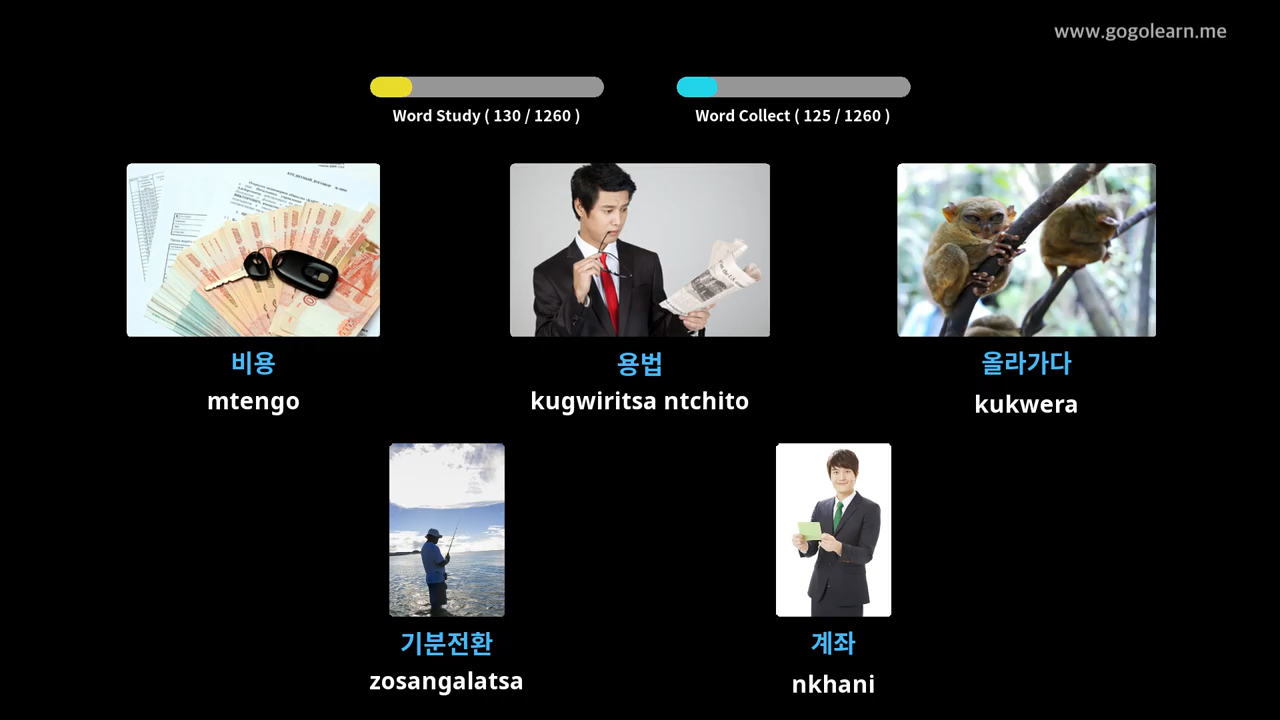 www.gogolearn.me
Word Study ( 130 / 1260 )
Word Collect ( 125 / 1260 )
비용
mtengo
용법
kugwiritsa ntchito
올라가다
kukwera
기분전환
zosangalatsa
계좌
nkhani